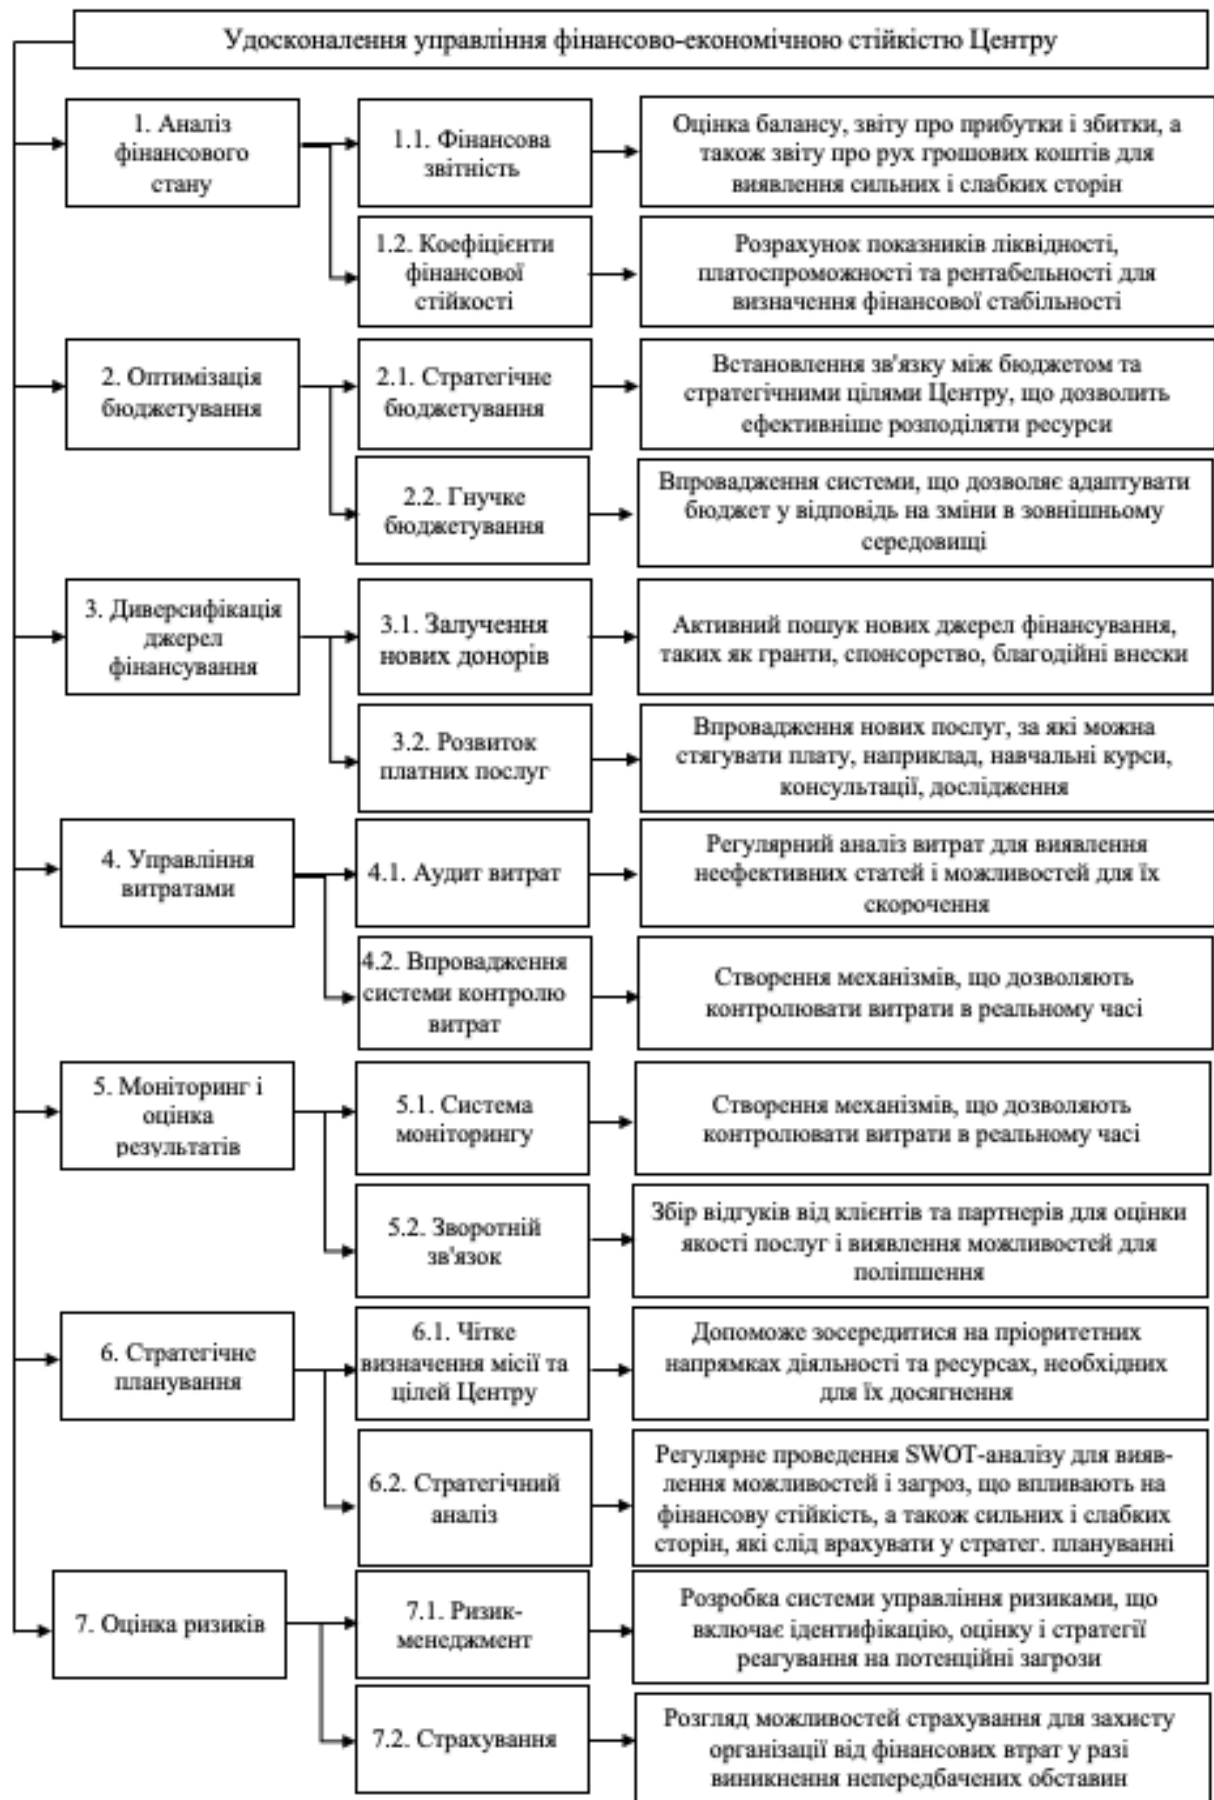 Удосконалення управління фінансово-економічною стійкістю Центру
1. Аналіз
фінансового
стану
1.1. Фінансова
звітність
Оцінка балансу, звіту про прибутки і збитки, а
також звіту про рух грошових коштів для
виявлення сильних і слабких сторін
1.2. Коефіцієнти
фінансової
стійкості
Розрахунок показників ліквідності,
платоспроможності та рентабельності для
визначення фінансової стабільності
2. Оптимізація
бюджетування
2.1. Стратегічне
бюджетування
Встановлення зв'язку між бюджетом та
стратегічними цілями Центру, що дозволить
ефективніше розподіляти ресурси
2.2. Гнучке
бюджетування
Впровадження системи, що дозволяє адаптувати
бюджет у відповідь на зміни в зовнішньому
середовищі
3. Диверсифікація
джерел
фінансування
3.1. Залучення
нових донорів
Активний пошук нових джерел фінансування,
таких як гранти, спонсорство, благодійні внески
3.2. Розвиток
платних послуг
Впровадження нових послуг, за які можна
стягувати плату, наприклад, навчальні курси,
консультації, дослідження
4. Управління
витратами
4.1. Аудит витрат
Регулярний аналіз витрат для виявлення
неефективних статей і можливостей для їх
скорочення
4.2. Впровадження
системи контролю
витрат
Створення механізмів, що дозволяють
контролювати витрати в реальному часі
5. Моніторинг і
оцінка
результатів
5.1. Система
моніторингу
Створення механізмів, що дозволяють
контролювати витрати в реальному часі
5.2. Зворотній
зв'язок
Збір відгуків від клієнтів та партнерів для оцінки
якості послуг і виявлення можливостей для
поліпшення
6. Стратегічне
планування
6.1. Чітке
визначення місії та
цілей Центру
Допоможе зосередитися на пріоритетних
напрямках діяльності та ресурсах, необхідних
для їх досягнення
6.2. Стратегічний
аналіз
Регулярне проведення SWOT-аналізу для вияв-
лення можливостей і загроз, що впливають на
фінансову стійкість, а також сильних і слабких
сторін, які слід врахувати у стратег. плануванні
7. Оцінка ризиків
7.1. Ризик-
менеджмент
Розробка системи управління ризиками, що
включає ідентифікацію, оцінку і стратегії
реагування на потенційні загрози
7.2. Страхування
Розгляд можливостей страхування для захисту
організації від фінансових втрат у разі
виникнення непередбачених обставин